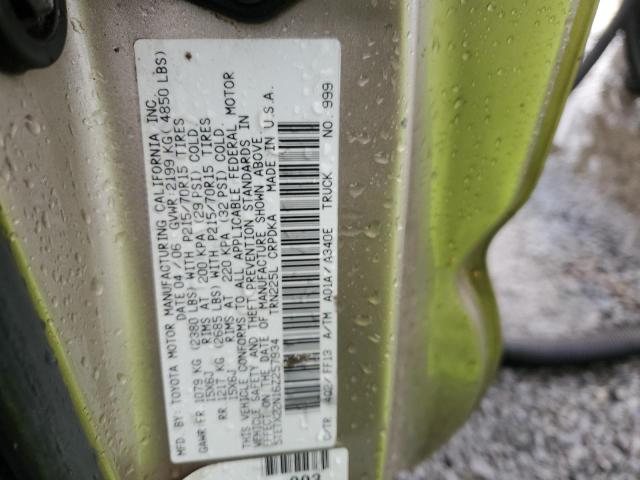 MFD. BY: TOYOTA MOTOR MANUFACTURING CALIFORNIA, INC.
DATE 04/06 GVWR 2199 KG( 4850 LBS)
GAWR: FR 1079 KG (2380 LBS) WITH P215/70R15 TIRES
15X6J RIMS AT 200 KPA (29 PSI) COLD.
RR 1217 KG (2685 LBS) WITH P215/70R15 TIRES
15X6J RIMS AT 220 KPA (32 PSI) COLD.
THIS VEHICLE CONFORMS TO ALL APPLICABLE FEDERAL MOTOR
VEHICLE SAFETY AND THEFT PREVENTION STANDARDS IN
EFFECT ON THE DATE OF MANUFACTURE SHOWN ABOVE.
5TENX22N16Z257934 MADE IN U.S.A.
TRN225L CRPDKA
C/TR 4Q2/FF13 A/TM A01A/A340E TRUCK NO. 999